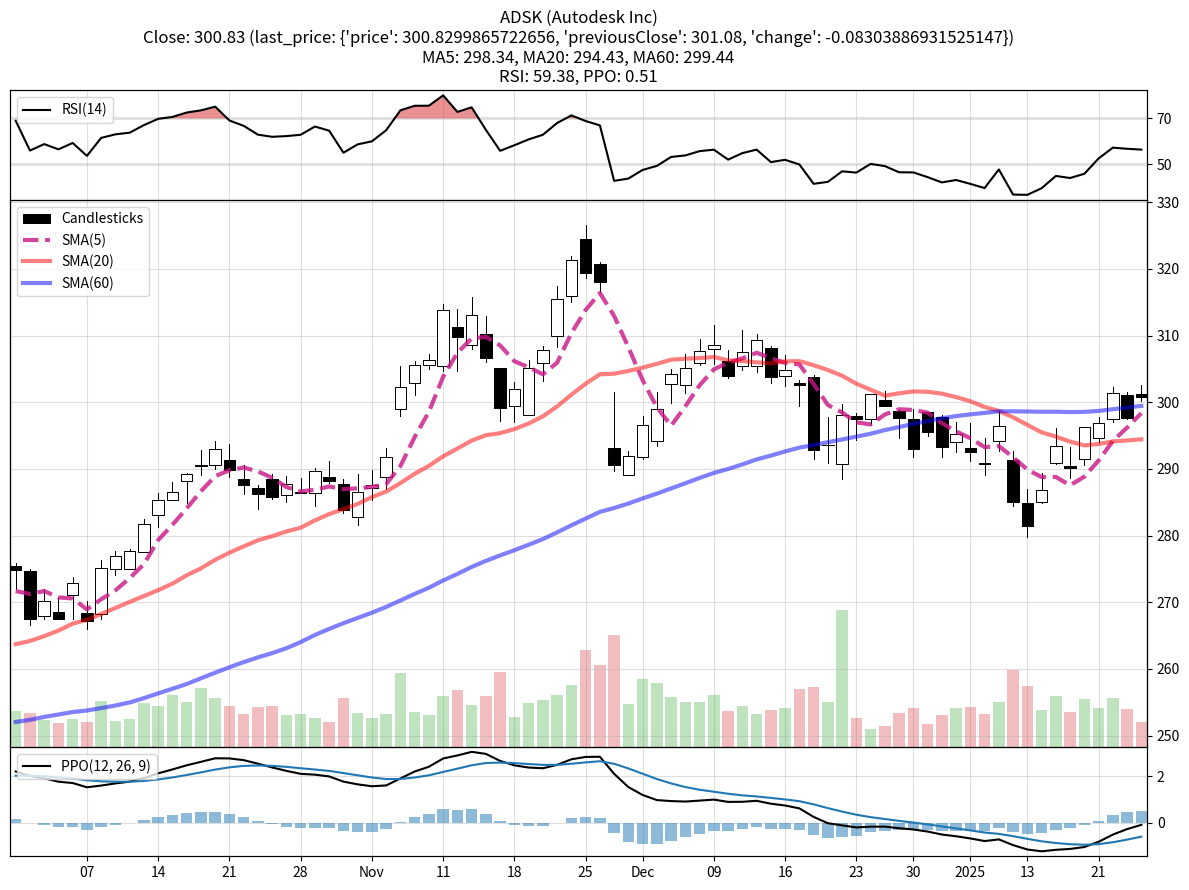 ADSK (Autodesk Inc)
Close: 300.83 (last_price: {'price': 300.8299865722656, 'previousClose': 301.08, 'change': -0.08303886931525147})
MA5: 298.34, MA20: 294.43, MA60: 299.44
RSI: 59.38, PPO: 0.51
RSI(14)
70
50
Candlesticks
SMA(5)
SMA(20)
SMA(60)
330
320
310
300
290
280
270
260
250
PPO(12, 26, 9)
2
0
07 14 21 28 Nov 11 18 25 Dec 09 16 23 30 2025 13 21